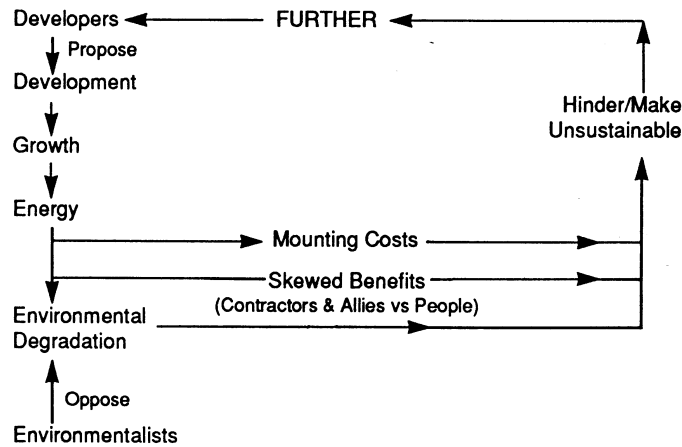 Developers
FURTHER
Propose
Development
Hinder/Make
Unsustainable
Growth
Energy
Mounting Costs
Skewed Benefits
(Contractors & Allies vs People)
Environmental
Degradation
Oppose
Environmentalists